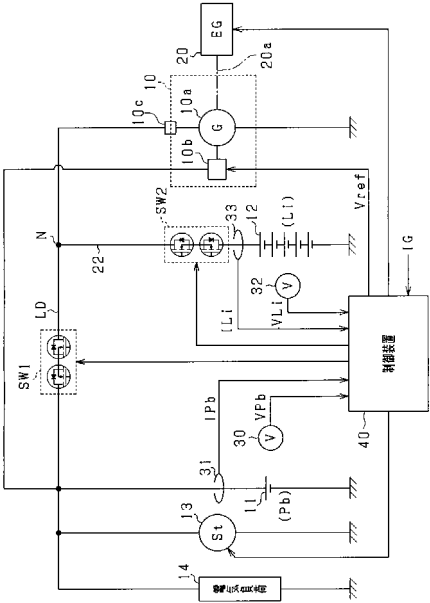 EG
20
20a
10
10a
10c
G
10b
SW2
33
12
(Li)
N
22
LD
V
32
ILi
VLi
Vref
IG
SW1
制御装置
40
31
IPb
VPb
V
30
11
(Pb)
13
St
14